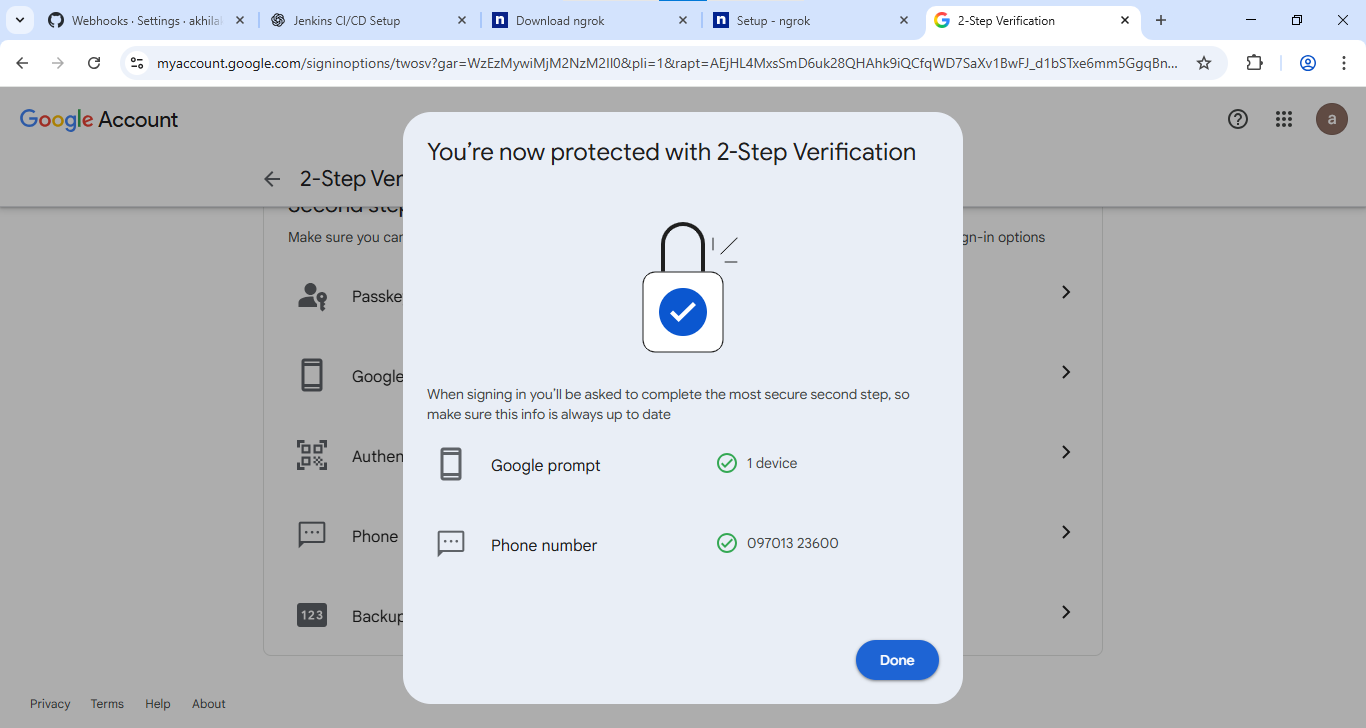 Webhooks · Settings · akhila
Jenkins CI/CD Setup
Download ngrok
Setup - ngrok
2-Step Verification
myaccount.google.com/signinoptions/twosv?gar=WzEzMywiMjM2NzM2Il0&pli=1&rapt=AEjHL4MxsSmD6uk28QHAhk9iQCfqWD7SaXv1BwFJ_d1bSTxe6mm5GgqBn...
Google Account
a
2-Step Ver
Second step
Make sure you can
gn-in options
Passke
Google
Authen
Phone
123
Backup
You're now protected with 2-Step Verification
When signing in you'll be asked to complete the most secure second step, so
make sure this info is always up to date
Google prompt
1 device
Phone number
097013 23600
Done
Privacy Terms Help About